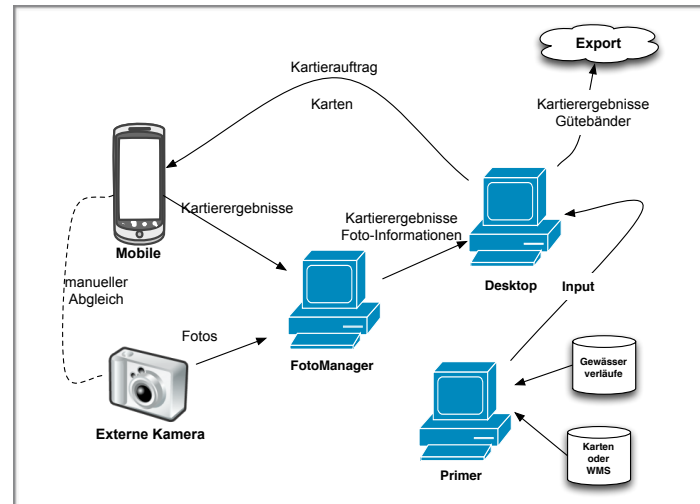 Export
Kartierauftrag
Karten
Kartierergebnisse
Gütebänder
Kartierergebnisse
Mobile
Kartierergebnisse
Foto-Informationen
manueller
Abgleich
Desktop
Input
Fotos
FotoManager
Gewässer
verläufe
Externe Kamera
Primer
Karten
oder
WMS